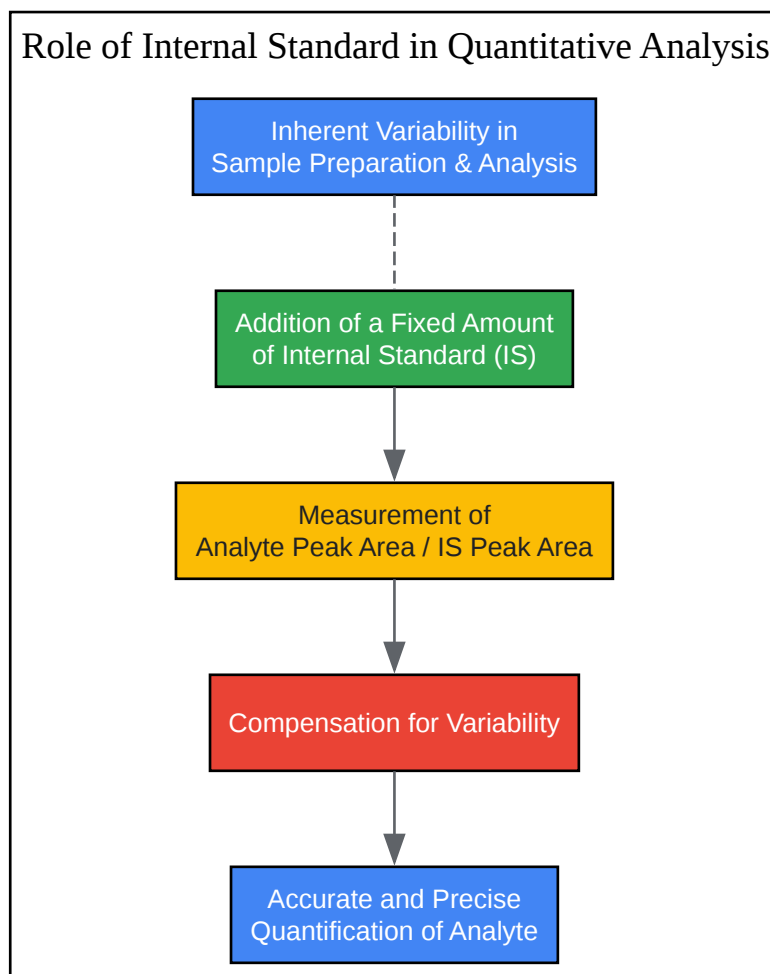 Role of Internal Standard in Quantitative Analysis
Inherent Variability in
Sample Preparation & Analysis
Addition of a Fixed Amount
of Internal Standard (IS)
Measurement of
Analyte Peak Area / IS Peak Area
Compensation for Variability
Accurate and Precise
Quantification of Analyte